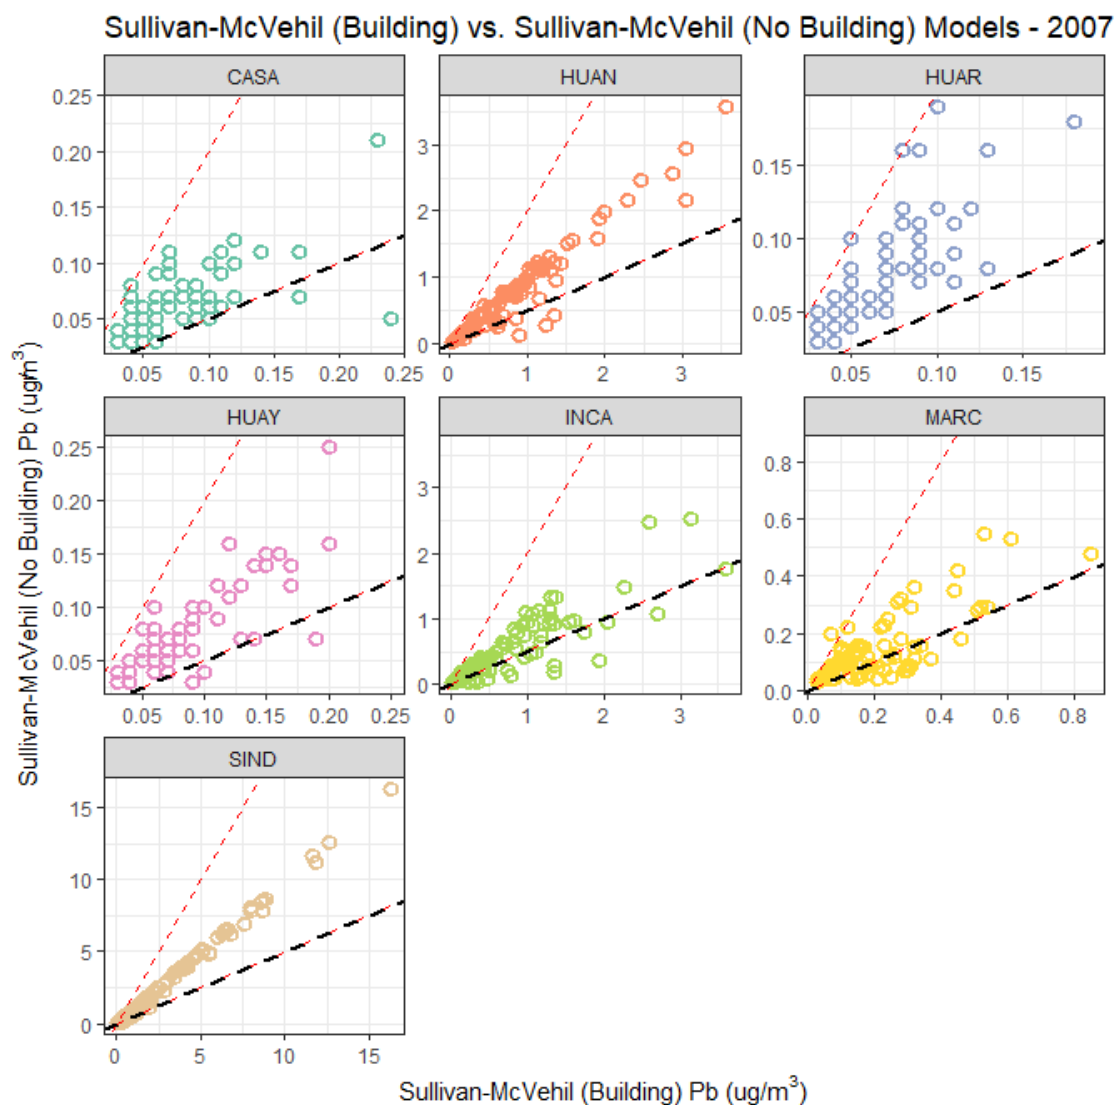 Sullivan-McVehil (Building) vs. Sullivan-McVehil (No Building) Models - 2007
CASA
HUAN
HUAR
0.25
0.20
0.15
0.10
0.05
3
2
1
0
0.15
0.10
0.05
0.05 0.10 0.15 0.20 0.25
0 1 2 3
0.05 0.10 0.15
HUAY
INCA
MARC
0.25
0.20
0.15
0.10
0.05
3
2
1
0
0.8
0.6
0.4
0.2
0.0
0.05 0.10 0.15 0.20 0.25
0 1 2 3
0.0 0.2 0.4 0.6 0.8
SIND
15
10
5
0
0 5 10 15
Sullivan-McVehil (No Building) Pb (ug/m³)
Sullivan-McVehil (Building) Pb (ug/m³)